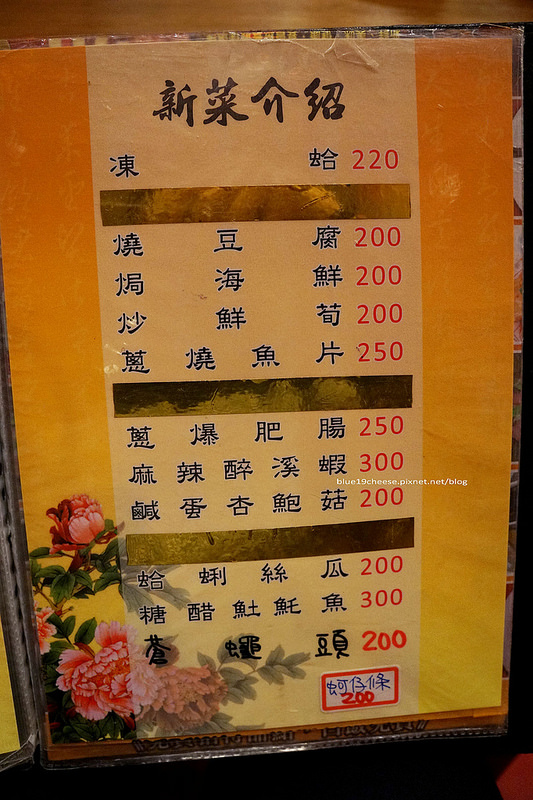 新菜介紹
凍蛤 220
燒豆腐 200
焗海鮮 200
炒鮮荀 200
蔥燒魚片 250
蔥爆肥腸 250
麻辣醉溪蝦 300
blue19cheese.pixnet.net/blog
鹹蛋杏鮑菇 200
蛤蜊絲瓜 200
糖醋魠魠魚 300
蒼蠅頭 200
蚵仔條
200